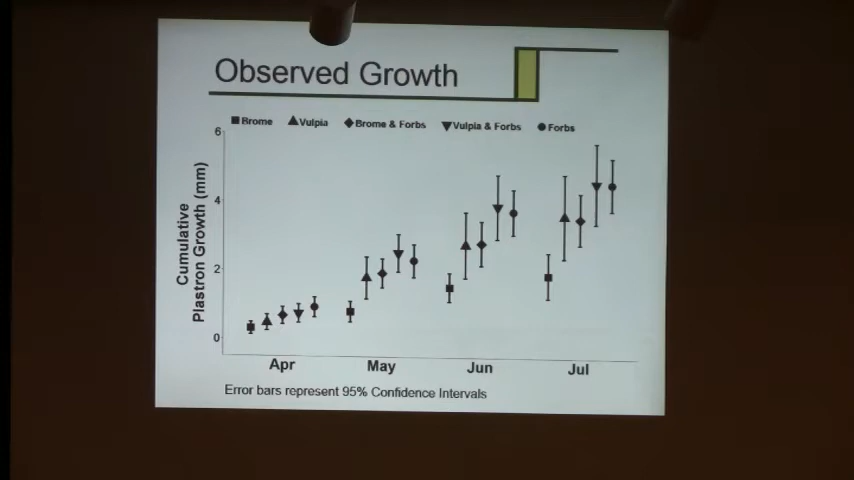 Observed Growth
Brome Vulpia Brome & Forbs Vulpia & Forbs Forbs
6
4
2
0
Cumulative
Plastron Growth (mm)
Apr May Jun Jul
Error bars represent 95% Confidence Intervals